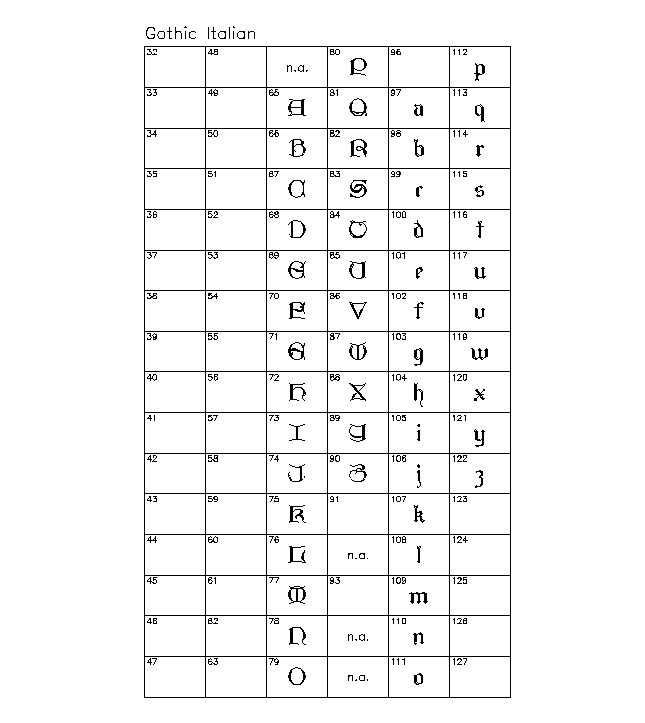 Gothic Italian
32 48 n.a. 80 P 96 112 p
33 49 65 A 81 Q 97 a 113 q
34 50 66 B 82 R 98 b 114 r
35 51 67 C 83 S 99 c 115 s
36 52 68 D 84 T 100 d 116 t
37 53 69 E 85 U 101 e 117 u
38 54 70 F 86 V 102 f 118 v
39 55 71 G 87 W 103 g 119 w
40 56 72 H 88 X 104 h 120 x
41 57 73 I 89 Y 105 i 121 y
42 58 74 J 90 Z 106 j 122 z
43 59 75 K 91 107 k 123
44 60 76 L n.a. 108 l 124
45 61 77 M 93 109 m 125
46 62 78 N n.a. 110 n 126
47 63 79 O n.a. 111 o 127